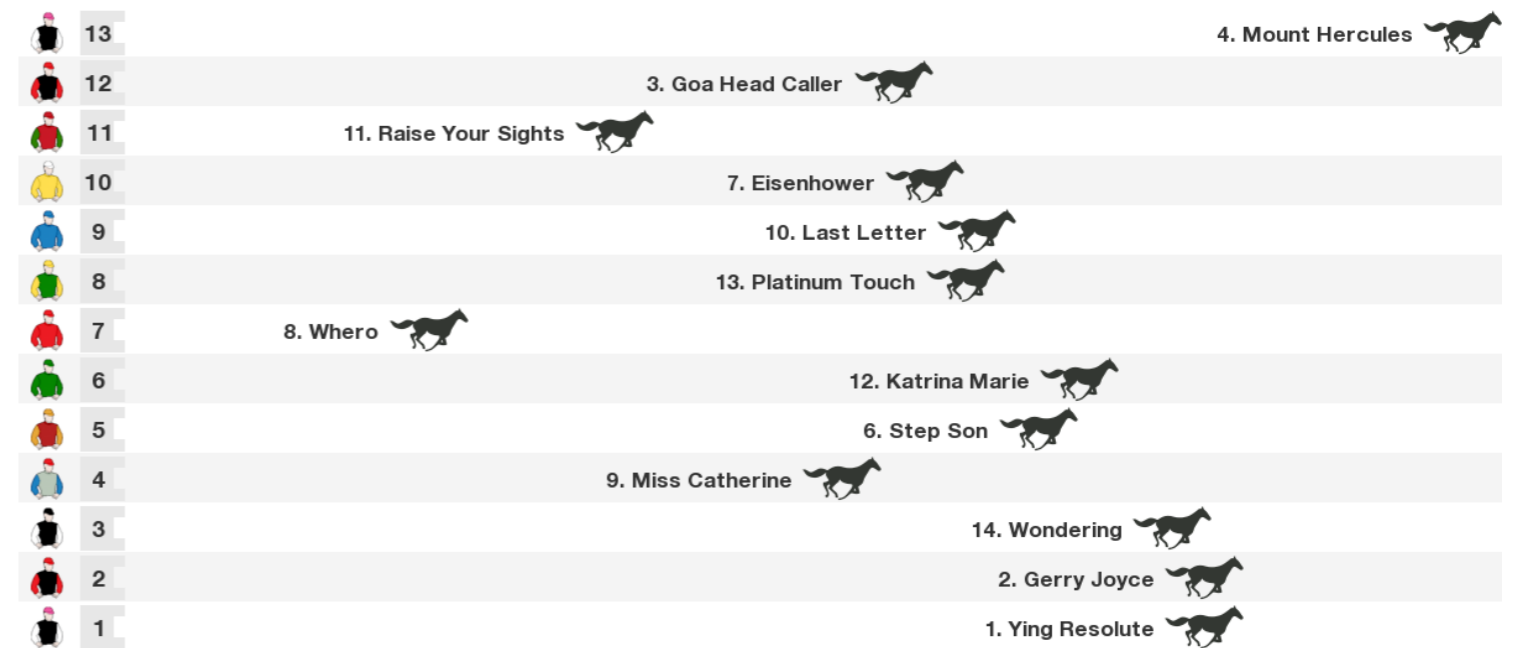 13 4. Mount Hercules
12 3. Goa Head Caller
11 11. Raise Your Sights
10 7. Eisenhower
9 10. Last Letter
8 13. Platinum Touch
7 8. Whero
6 12. Katrina Marie
5 6. Step Son
4 9. Miss Catherine
3 14. Wondering
2 2. Gerry Joyce
1 1. Ying Resolute